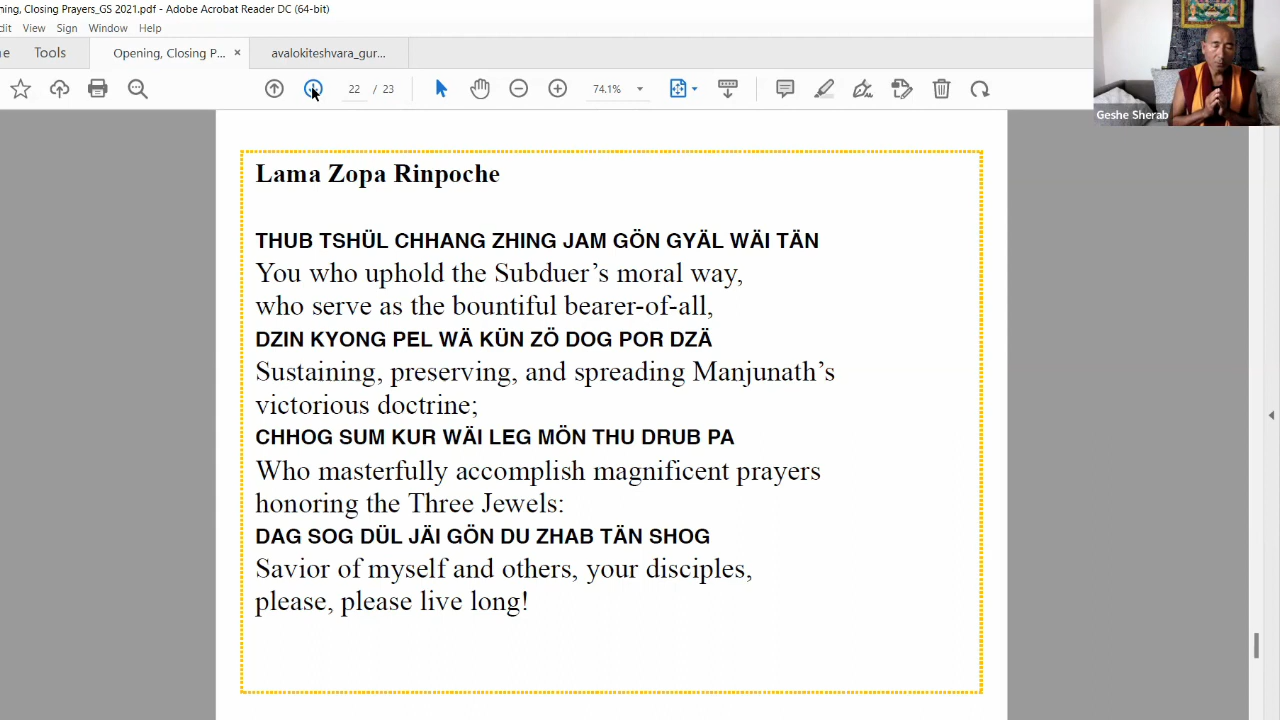 ning, Closing Prayers_GS 2021.pdf - Adobe Acrobat Reader DC (64-bit)
dit View Sign Window Help
e Tools Opening, Closing P... × avalokiteshvara_gur...
22 / 23 74.1%
Geshe Sherab
Lama Zopa Rinpoche
THUB TSHÜL CHHANG ZHING JAM GÖN GYÄL WÄI TÄN
You who uphold the Subduer’s moral way,
who serve as the bountiful bearer-of-all,
DZIN KYONG PEL WÄ KÜN ZÖ DOG POR DZÄ
Sustaining, preserving, and spreading Manjunath’s
victorious doctrine;
CHHOG SUM KUR WÄI LEG MÖN THU DRUB PA
Who masterfully accomplish magnificent prayers
honoring the Three Jewels:
DAG SOG DÜL JÄI GÖN DU ZHAB TÄN SHOG
Savior of myself and others, your disciples,
please, please live long!